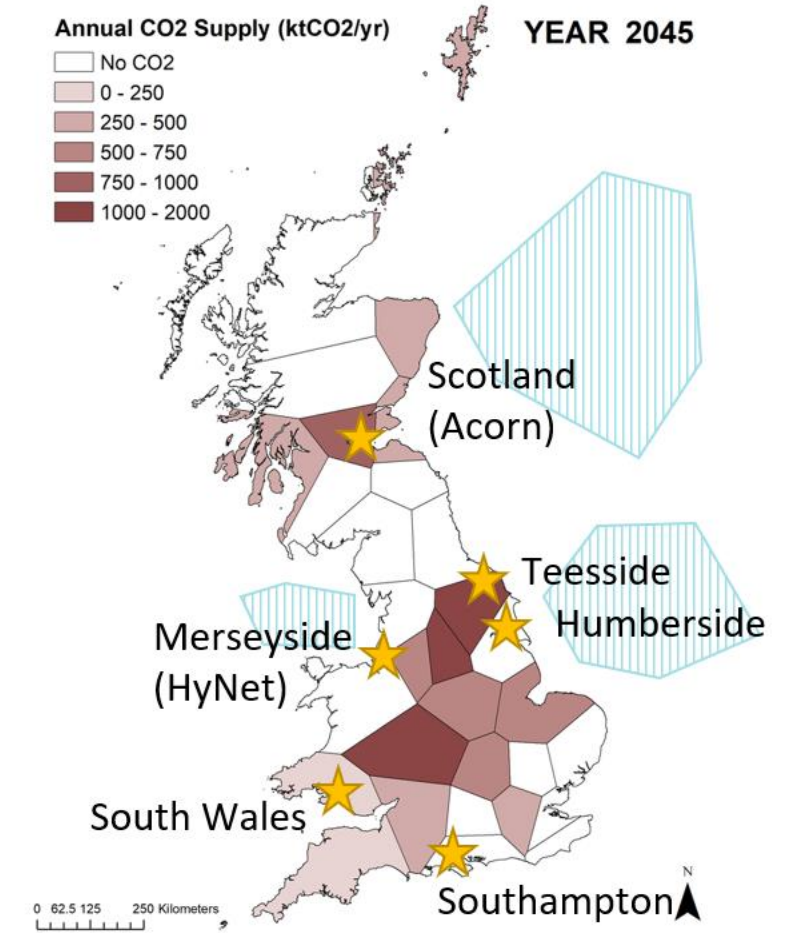 Annual CO2 Supply (ktCO2/yr)
YEAR 2045
No CO2
0 - 250
250 - 500
500 - 750
750 - 1000
1000 - 2000
Scotland
(Acorn)
Teesside
Humberside
Merseyside
(HyNet)
South Wales
Southampton
N
0 62.5 125 250 Kilometers